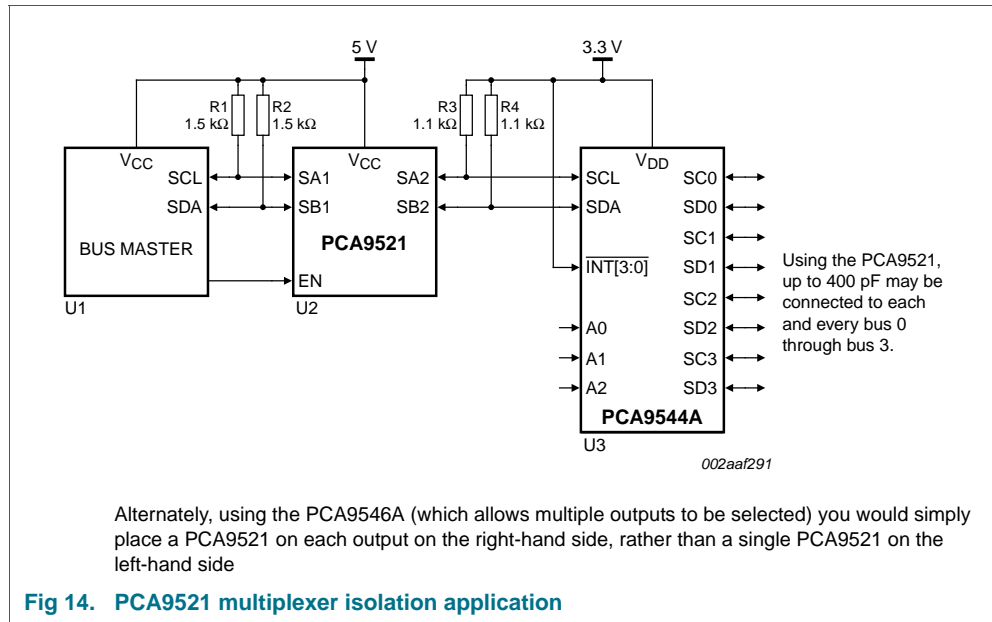 5 V
3.3 V
R1
1.5 kΩ
R2
1.5 kΩ
R3
1.1 kΩ
R4
1.1 kΩ
VCC
SCL
SDA
BUS MASTER
U1
VCC
SA1
SA2
SB1
SB2
PCA9521
EN
U2
VDD
SCL
SC0
SDA
SD0
SC1
INT[3:0]
SD1
SC2
A0
SD2
A1
SC3
A2
SD3
PCA9544A
U3
Using the PCA9521,
up to 400 pF may be
connected to each
and every bus 0
through bus 3.
002aaf291
Alternately, using the PCA9546A (which allows multiple outputs to be selected) you would simply
place a PCA9521 on each output on the right-hand side, rather than a single PCA9521 on the
left-hand side
Fig 14. PCA9521 multiplexer isolation application